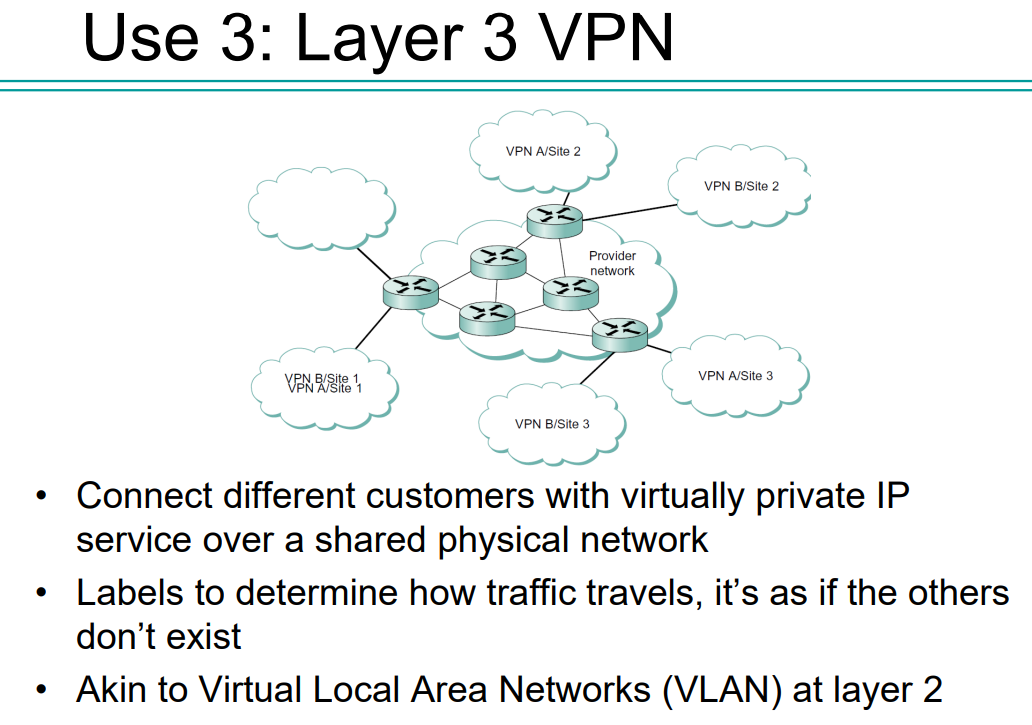 Use 3: Layer 3 VPN
VPN A/Site 2
VPN B/Site 2
Provider
network
VPN B/Site 1
VPN A/Site 1
VPN A/Site 3
VPN B/Site 3
• Connect different customers with virtually private IP
service over a shared physical network
• Labels to determine how traffic travels, it’s as if the others
don’t exist
• Akin to Virtual Local Area Networks (VLAN) at layer 2